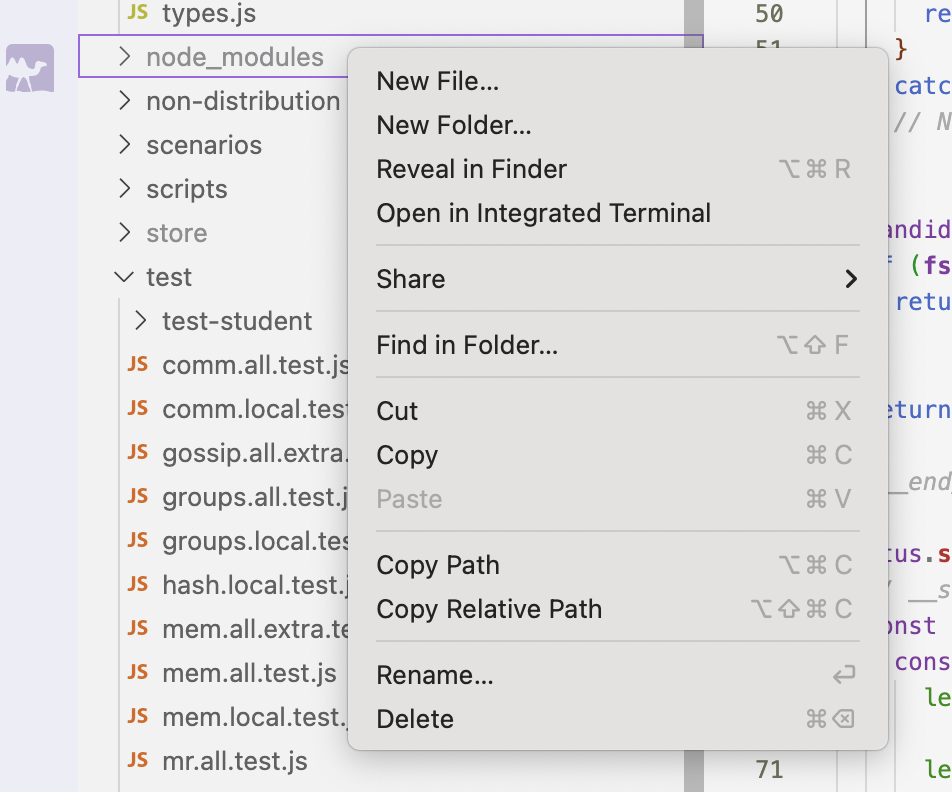 JS types.js
node_modules
non-distribution
scenarios
scripts
store
test
test-student
JS comm.all.test.js
JS comm.local.test
JS gossip.all.extra.
JS groups.all.test.j
JS groups.local.tes
JS hash.local.test.j
JS mem.all.extra.te
JS mem.all.test.js
JS mem.local.test.
JS mr.all.test.js
New File...
New Folder...
Reveal in Finder ⌥⌘R
Open in Integrated Terminal
Share
Find in Folder... ⌥⇧F
Cut ⌘X
Copy ⌘C
Paste ⌘V
Copy Path ⌥⌘C
Copy Relative Path ⌥⇧⌘C
Rename... ↩
Delete ⌘⌫
50 re
51 }
catc
// N
andid
f (fs
retu
eturn
__end
tus.s
__s
onst
cons
le
71 le